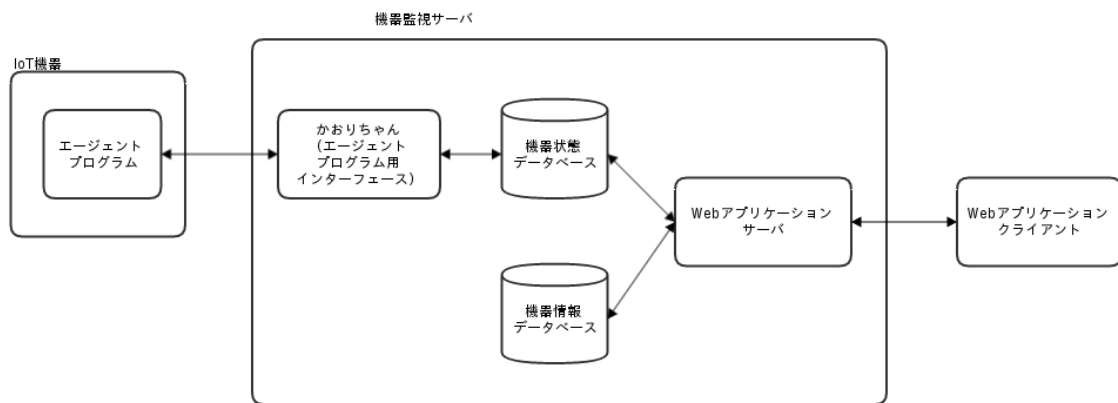 機器監視サーバ
IoT機器
エージェント
プログラム
かおりちゃん
（エージェント
プログラム用
インターフェース）
機器状態
データベース
機器情報
データベース
Webアプリケーション
サーバ
Webアプリケーション
クライアント